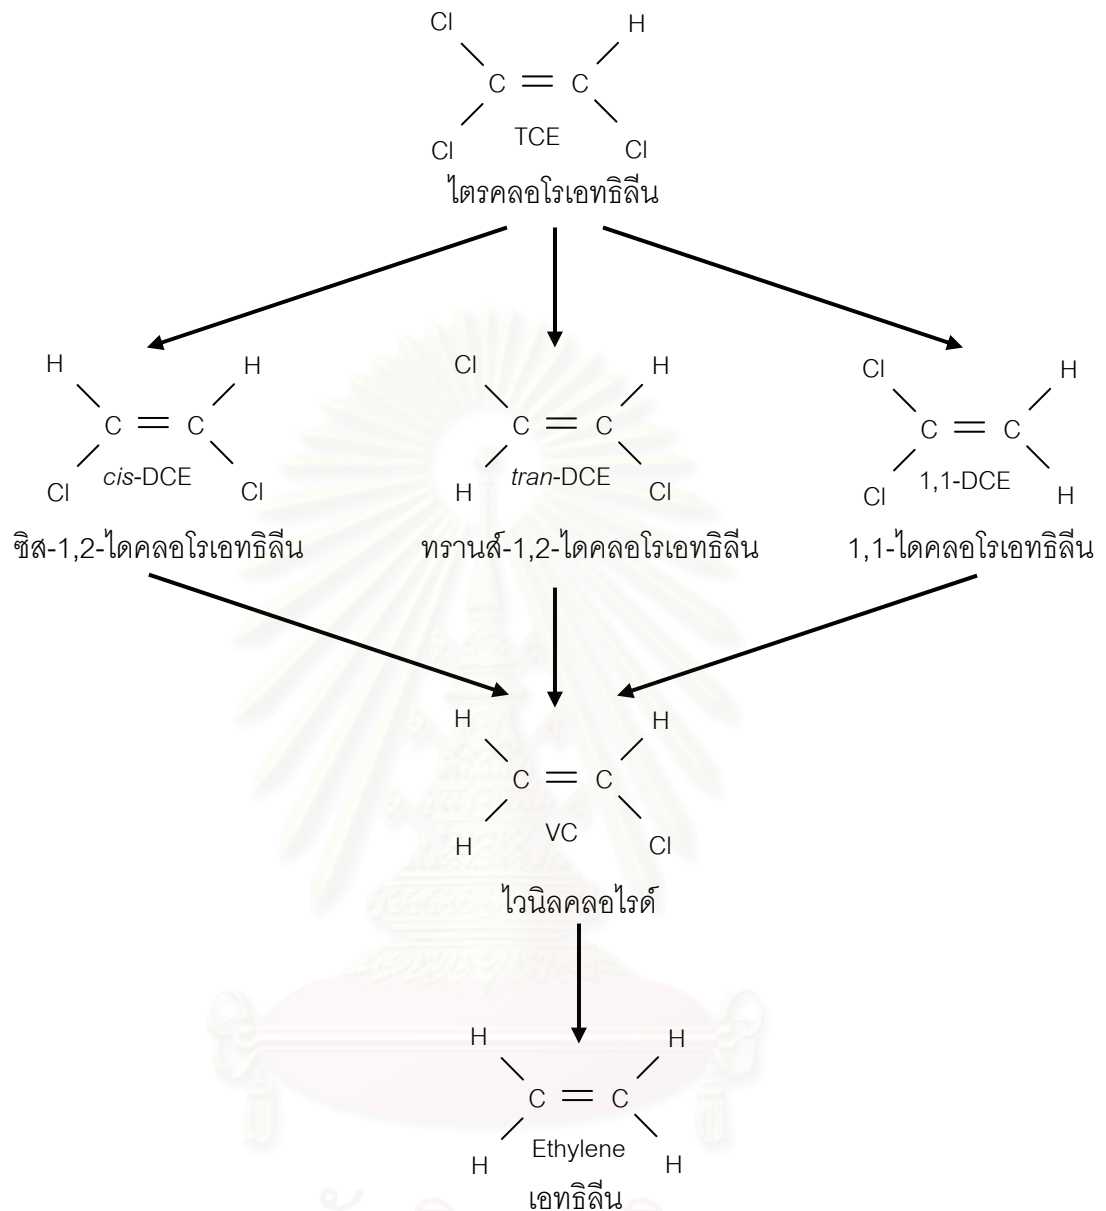 Cl H
C = C
Cl TCE Cl
ไตรคลอโรเอทธิลีน
H H Cl H Cl H
C = C C = C C = C
Cl cis-DCE Cl H tran-DCE Cl Cl 1,1-DCE H
ซิส-1,2-ไดคลอโรเอทธิลีน ทรานส์-1,2-ไดคลอโรเอทธิลีน 1,1-ไดคลอโรเอทธิลีน
H H
C = C
H VC Cl
ไวนิลคลอไรด์
H H
C = C
H Ethylene H
เอทธิลีน